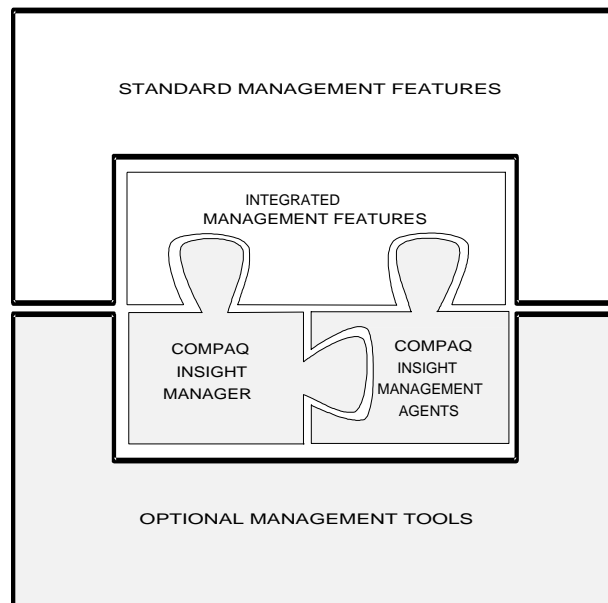 STANDARD MANAGEMENT FEATURES
INTEGRATED
MANAGEMENT FEATURES
COMPAQ
INSIGHT
MANAGER
COMPAQ
INSIGHT
MANAGEMENT
AGENTS
OPTIONAL MANAGEMENT TOOLS